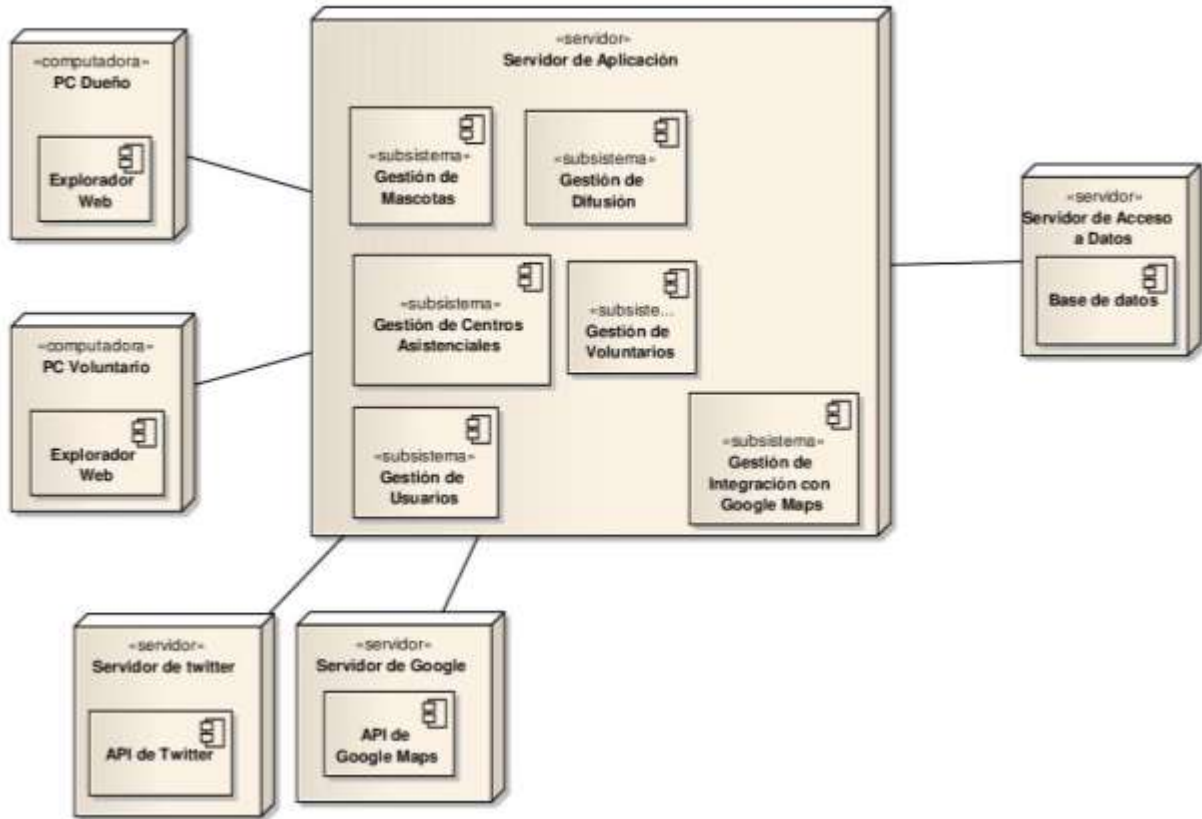 «computadora»
PC Dueño
Explorador
Web
«computadora»
PC Voluntario
Explorador
Web
«servidor»
Servidor de Aplicación
«subsistema»
Gestión de
Mascotas
«subsistema»
Gestión de
Difusión
«subsistema»
Gestión de Centros
Asistenciales
«subsiste...
Gestión de
Voluntarios
«subsistema»
Gestión de
Usuarios
«subsistema»
Gestión de
Integración con
Google Maps
«servidor»
Servidor de Acceso
a Datos
Base de datos
«servidor»
Servidor de twitter
API de Twitter
«servidor»
Servidor de Google
API de
Google Maps